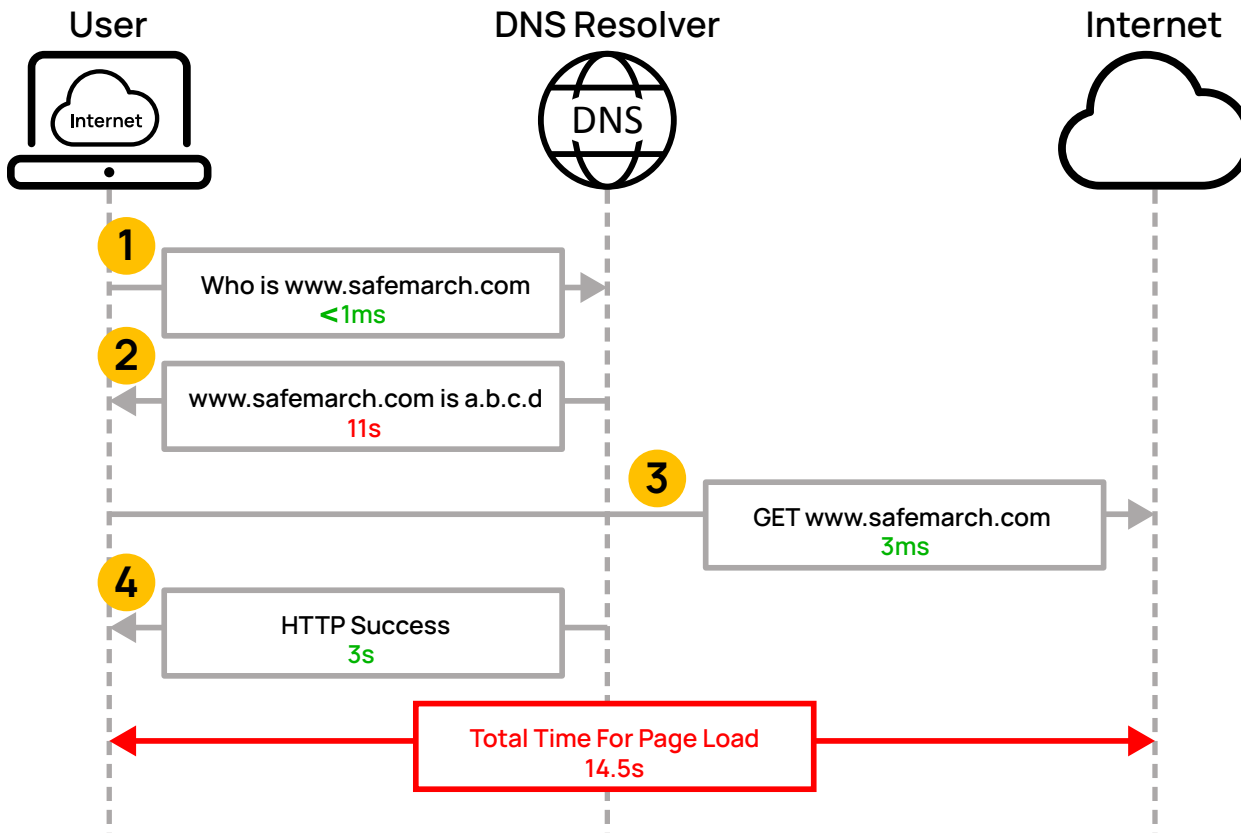 User
DNS Resolver
Internet
Internet
DNS
1
Who is www.safemarch.com
<1ms
2
www.safemarch.com is a.b.c.d
11s
3
GET www.safemarch.com
3ms
4
HTTP Success
3s
Total Time For Page Load
14.5s